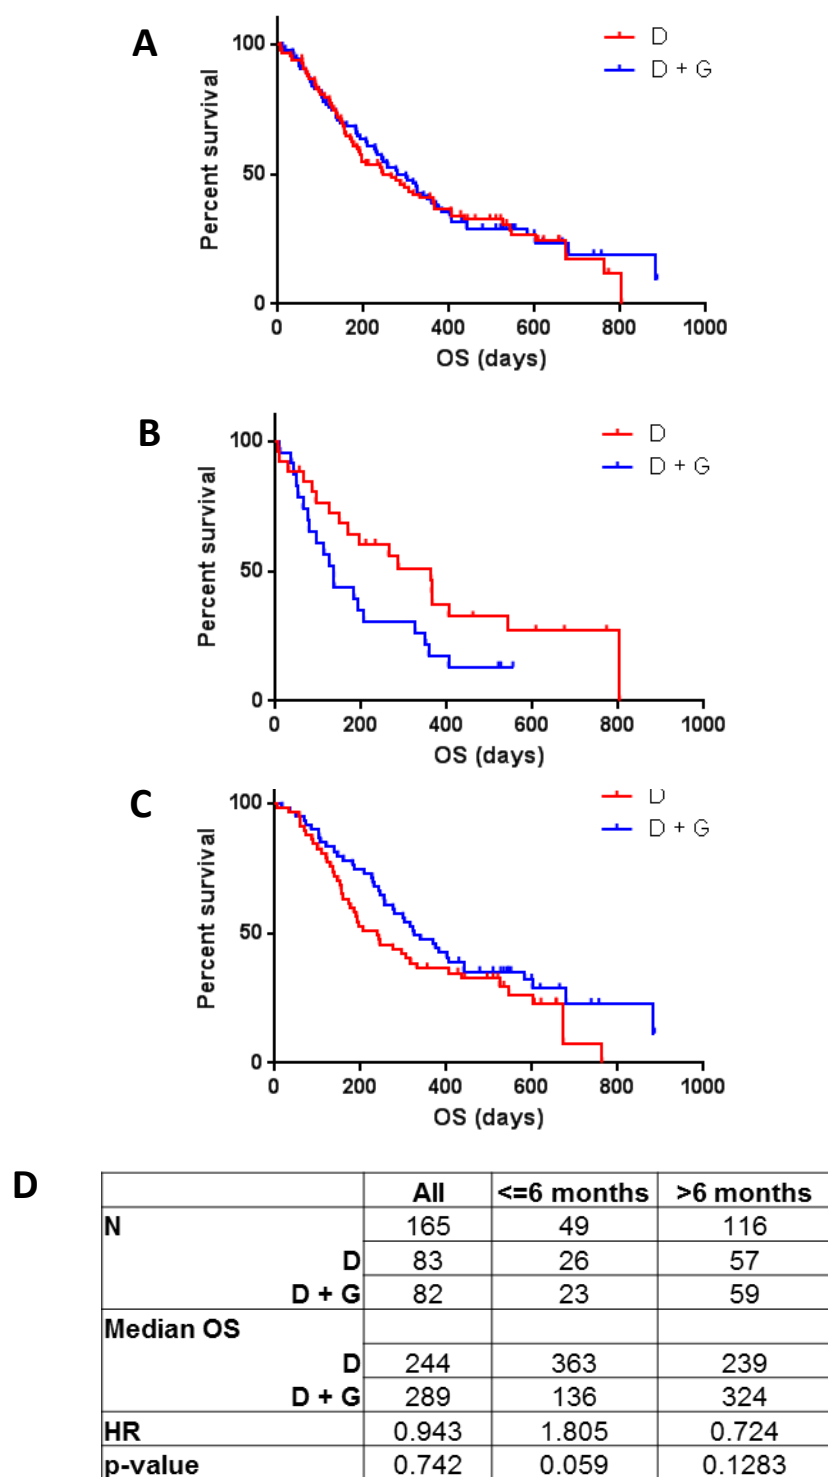 A
D
D + G
100
50
0
Percent survival
0 200 400 600 800 1000
OS (days)
B
D
D + G
100
50
0
Percent survival
0 200 400 600 800 1000
OS (days)
C
D
D + G
100
50
0
Percent survival
0 200 400 600 800 1000
OS (days)
D
All <=6 months >6 months
N 165 49 116
D 83 26 57
D + G 82 23 59
Median OS
D 244 363 239
D + G 289 136 324
HR 0.943 1.805 0.724
p-value 0.742 0.059 0.1283